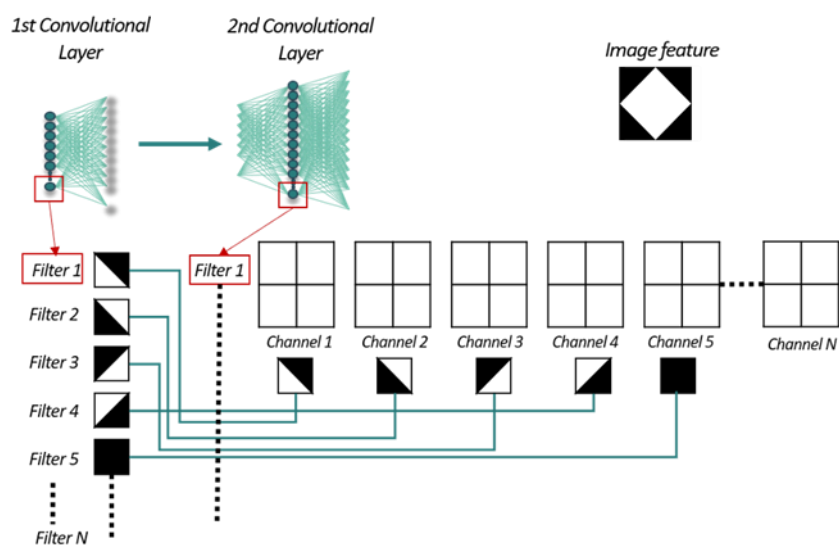 1st Convolutional
Layer
2nd Convolutional
Layer
Image feature
Filter 1
Filter 1
Filter 2
Filter 3
Filter 4
Filter 5
Filter N
Channel 1
Channel 2
Channel 3
Channel 4
Channel 5
Channel N